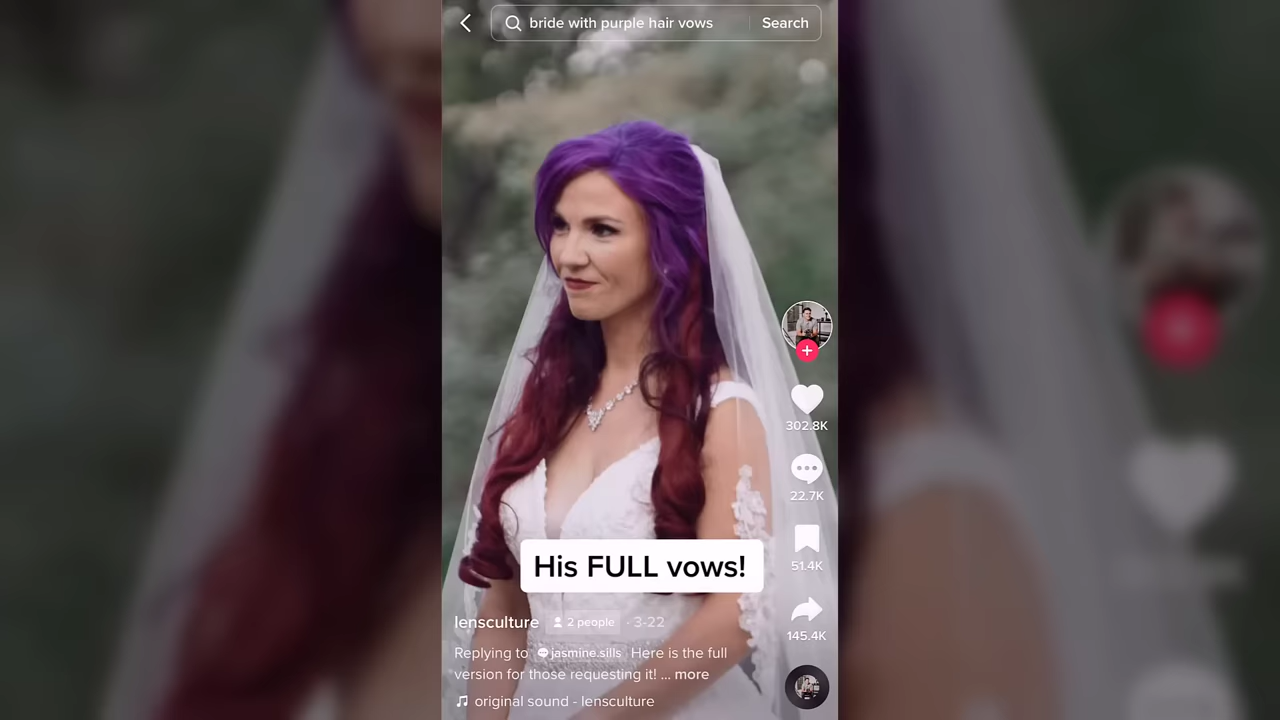 bride with purple hair vows
Search
302.8K
22.7K
51.4K
145.4K
His FULL vows!
lensculture 2 people · 3-22
Replying to jasmine.sills Here is the full
version for those requesting it! ... more
original sound - lensculture